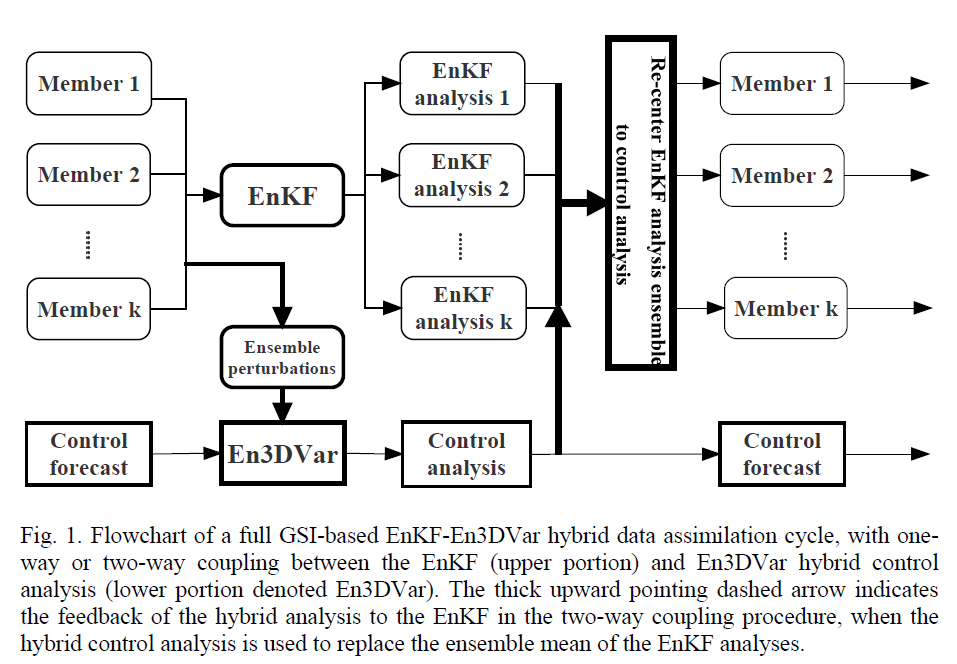 Member 1
Member 2
Member k
EnKF
Ensemble
perturbations
Control
forecast
En3DVar
EnKF
analysis 1
EnKF
analysis 2
EnKF
analysis k
Control
analysis
Re-center EnKF analysis ensemble
to control analysis
Member 1
Member 2
Member k
Control
forecast
Fig. 1. Flowchart of a full GSI-based EnKF-En3DVar hybrid data assimilation cycle, with one-
way or two-way coupling between the EnKF (upper portion) and En3DVar hybrid control
analysis (lower portion denoted En3DVar). The thick upward pointing dashed arrow indicates
the feedback of the hybrid analysis to the EnKF in the two-way coupling procedure, when the
hybrid control analysis is used to replace the ensemble mean of the EnKF analyses.